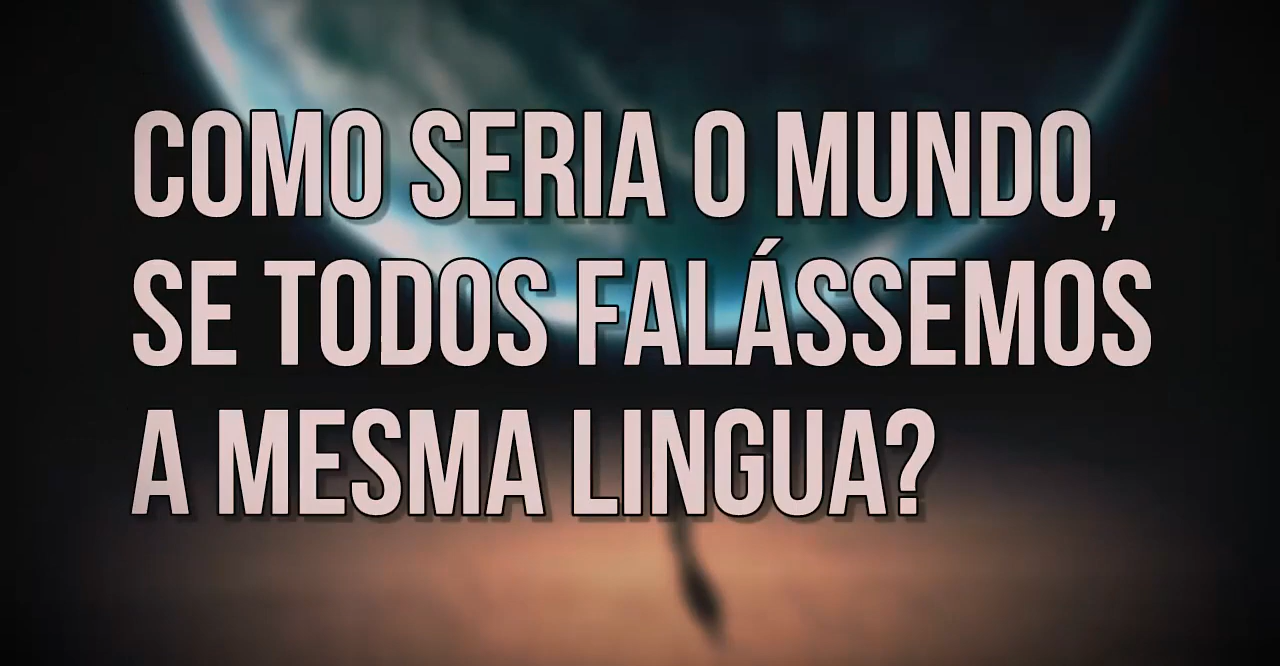 COMO SERIA O MUNDO,
SE TODOS FALÁSSEMOS
A MESMA LINGUA?